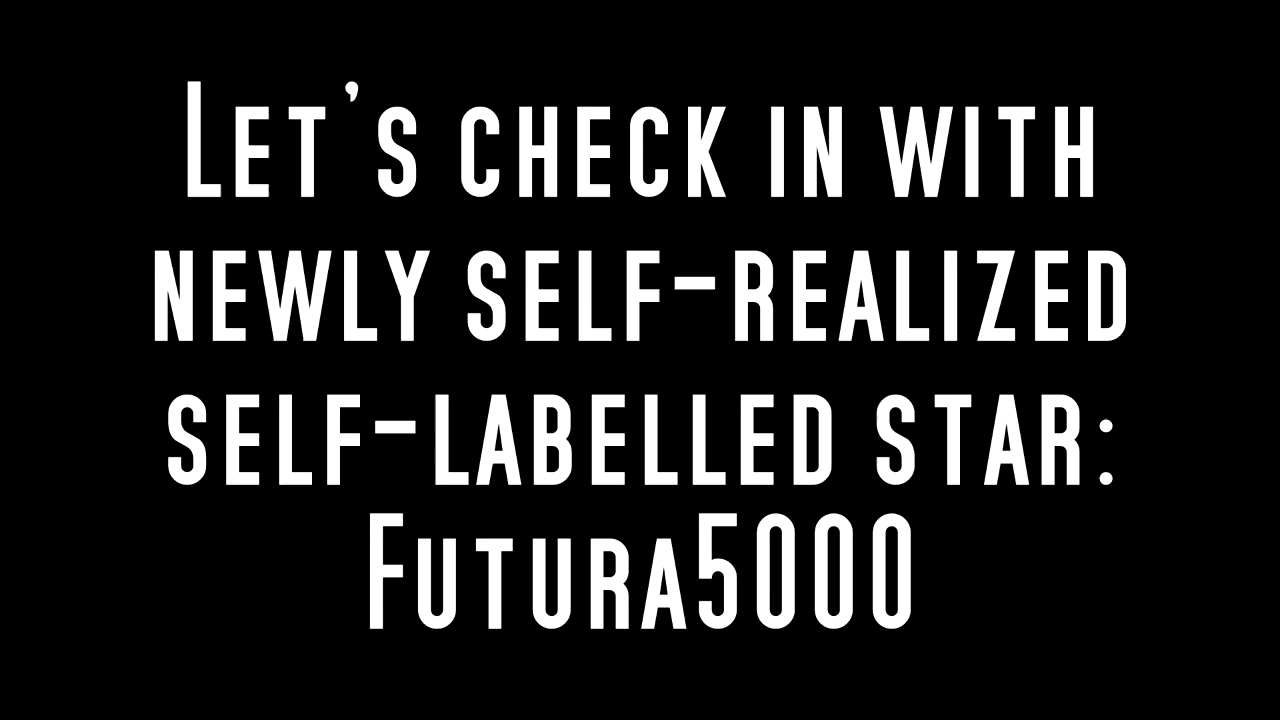 Let's check in with
newly self-realized
self-labelled star:
Futura5000